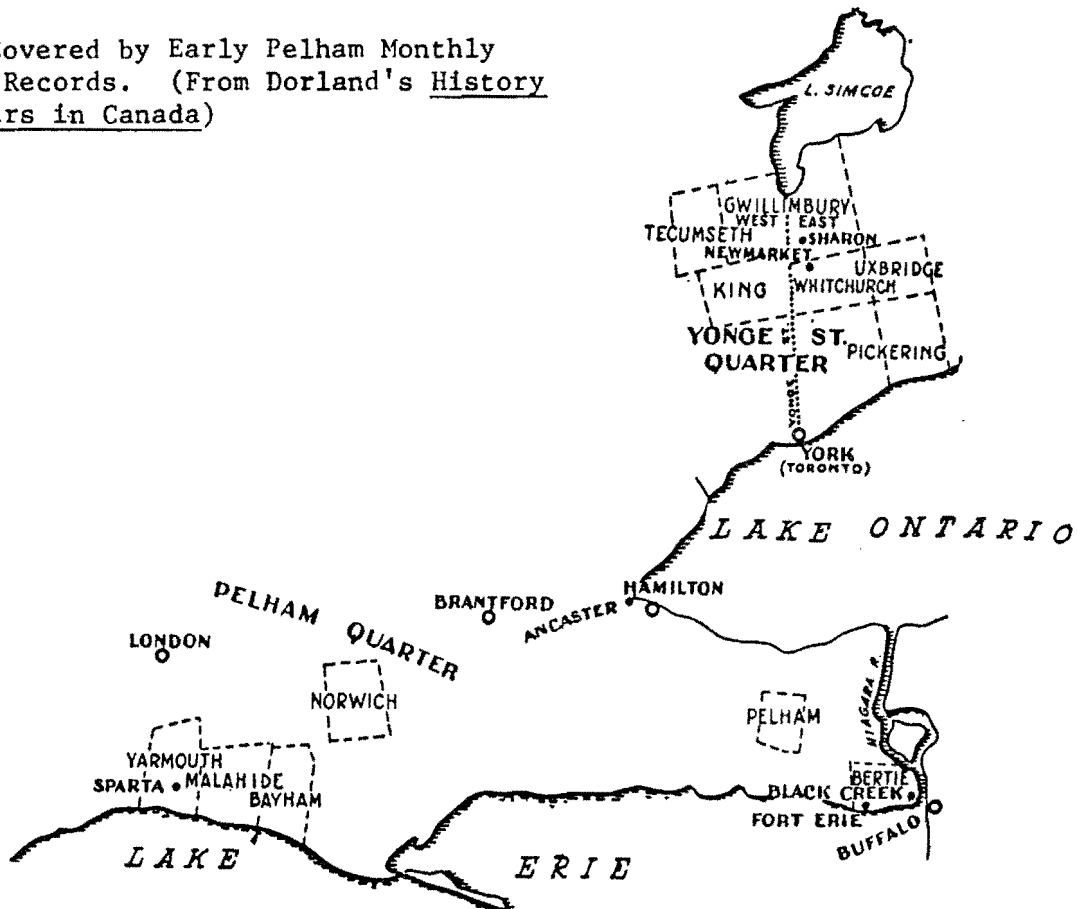 Covered by Early Pelham Monthly
Records. (From Dorland's History
rs in Canada)
L. SIMCOE
GWILLIMBURY
WEST EAST
TECUMSETH
SHARON
NEWMARKET
UXBRIDGE
KING
WHITCHURCH
YONGE ST.
QUARTER
PICKERING
YONGE ST.
YORK
(TORONTO)
LAKE ONTARIO
HAMILTON
ANCASTER
BRANTFORD
PELHAM QUARTER
LONDON
NORWICH
PELHAM
NIAGARA R.
YARMOUTH
SPARTA
MALAHIDE
BAYHAM
BERTIE
BLACK CREEK
FORT ERIE
BUFFALO
LAKE ERIE